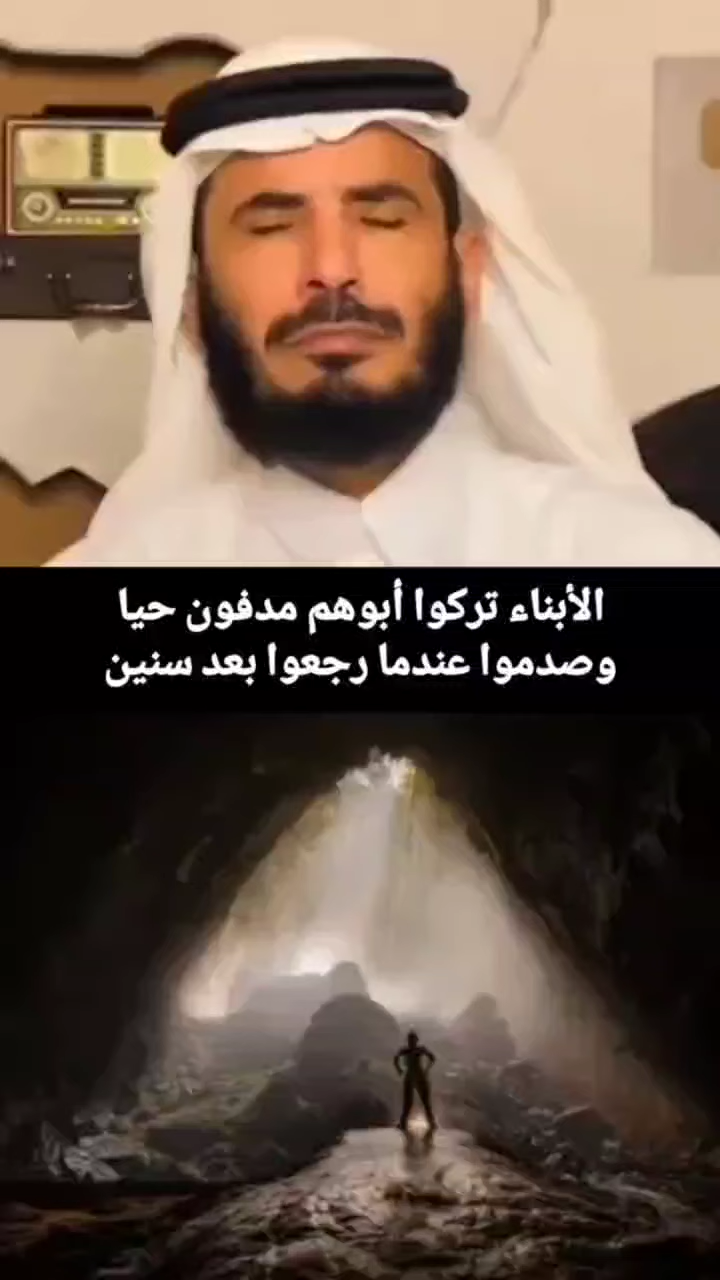 الأبناء تركوا أبوهم مدفون حيا
وصدموا عندما رجعوا بعد سنين